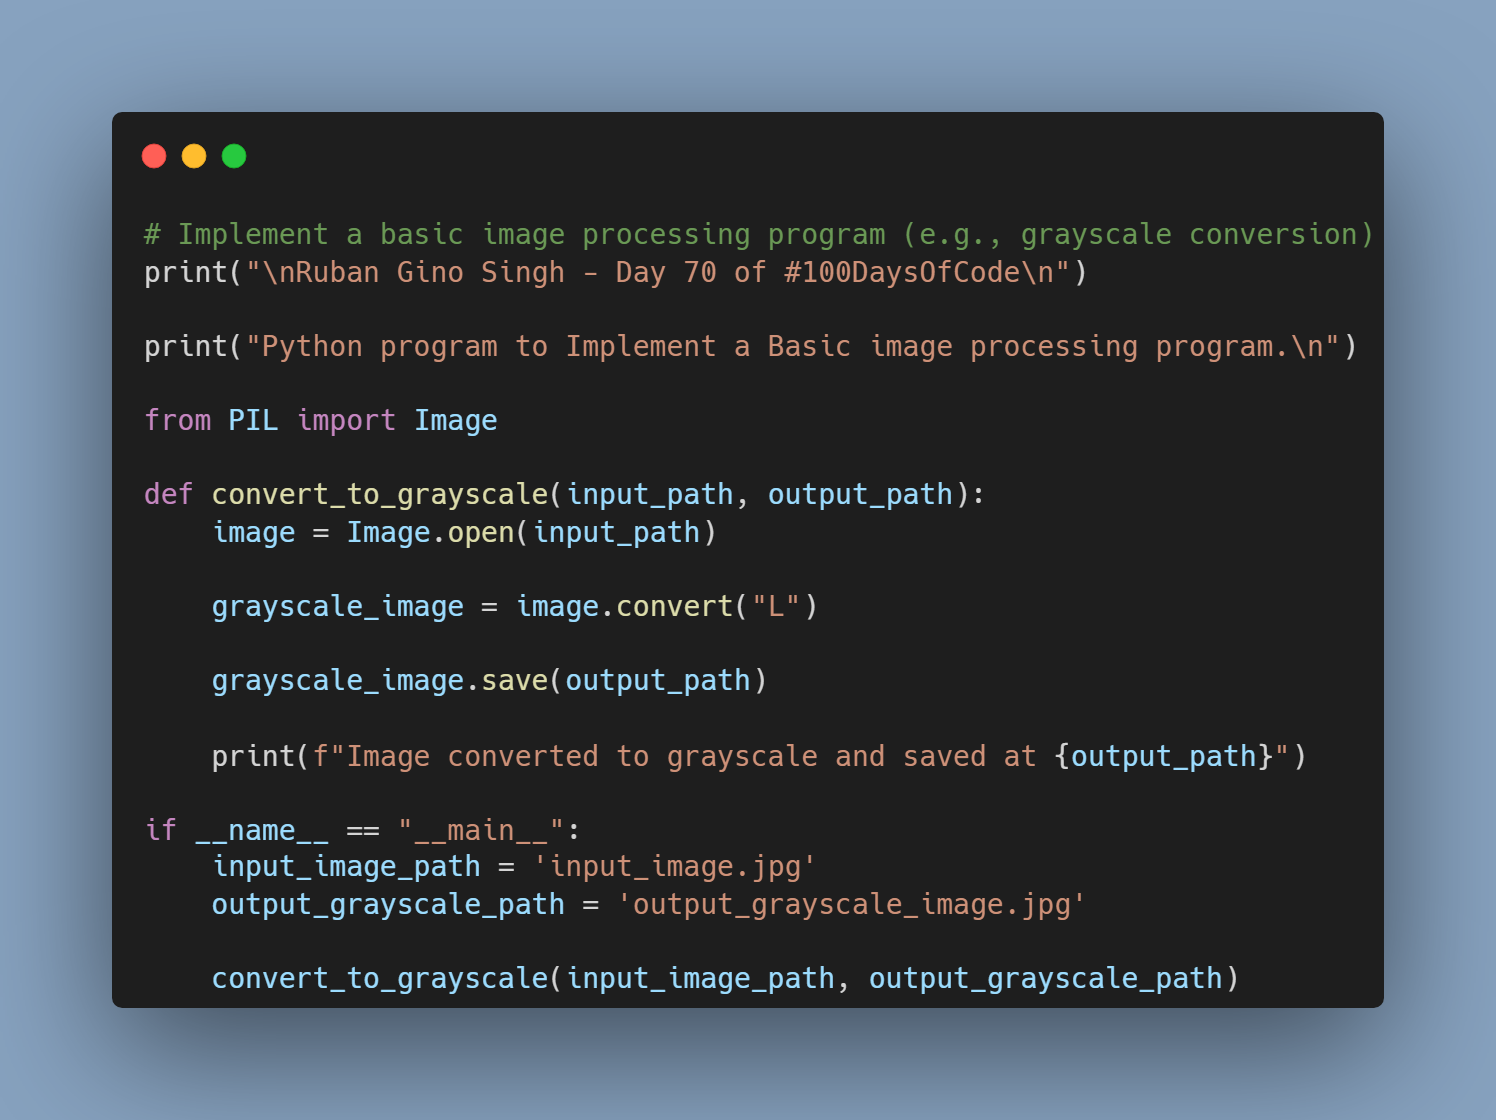 # Implement a basic image processing program (e.g., grayscale conversion)
print("\nRuban Gino Singh - Day 70 of #100DaysOfCode\n")
print("Python program to Implement a Basic image processing program.\n")
from PIL import Image
def convert_to_grayscale(input_path, output_path):
    image = Image.open(input_path)
    grayscale_image = image.convert("L")
    grayscale_image.save(output_path)
    print(f"Image converted to grayscale and saved at {output_path}")
if __name__ == "__main__":
    input_image_path = 'input_image.jpg'
    output_grayscale_path = 'output_grayscale_image.jpg'
    convert_to_grayscale(input_image_path, output_grayscale_path)